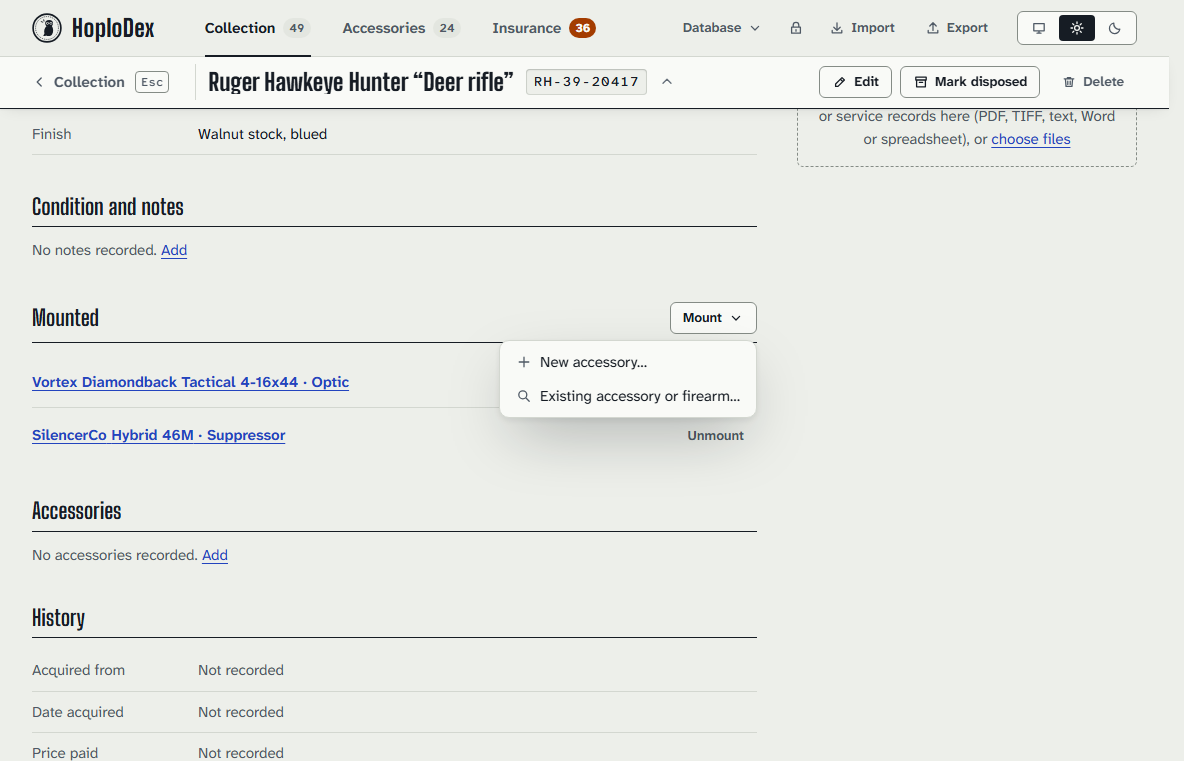 HoploDex
Collection 49 Accessories 24 Insurance 36 Database Import Export
Collection Esc Ruger Hawkeye Hunter “Deer rifle” RH-39-20417 Edit Mark disposed Delete
or service records here (PDF, TIFF, text, Word
or spreadsheet), or choose files
Finish Walnut stock, blued
Condition and notes
No notes recorded. Add
Mounted Mount
New accessory...
Existing accessory or firearm...
Vortex Diamondback Tactical 4-16x44 · Optic
SilencerCo Hybrid 46M · Suppressor Unmount
Accessories
No accessories recorded. Add
History
Acquired from Not recorded
Date acquired Not recorded
Price paid Not recorded